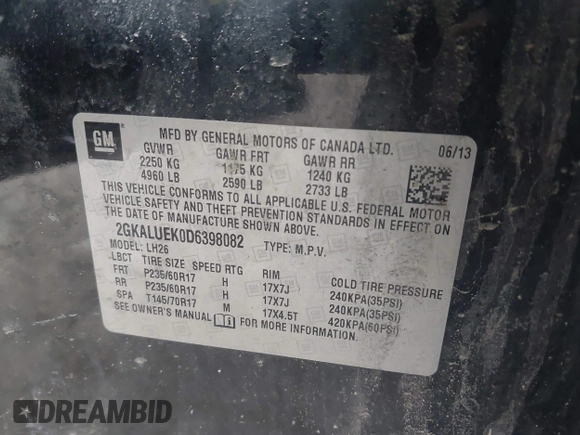 GM
MFD BY GENERAL MOTORS OF CANADA LTD. 06/13
GVWR GAWR FRT GAWR RR
2250 KG 1175 KG 1240 KG
4960 LB 2590 LB 2733 LB
THIS VEHICLE CONFORMS TO ALL APPLICABLE U.S. FEDERAL MOTOR
VEHICLE SAFETY AND THEFT PREVENTION STANDARDS IN EFFECT ON
THE DATE OF MANUFACTURE SHOWN ABOVE.
2GKALUEK0D6398082 TYPE: M.P.V.
MODEL: LH26
LBCT TIRE SIZE SPEED RTG RIM COLD TIRE PRESSURE
FRT P235/60R17 H 17X7J 240KPA(35PSI)
RR P235/60R17 H 17X7J 240KPA(35PSI)
SPA T145/70R17 M 17X4.5T 420KPA(60PSI)
SEE OWNER'S MANUAL FOR MORE INFORMATION.
DREAMBID